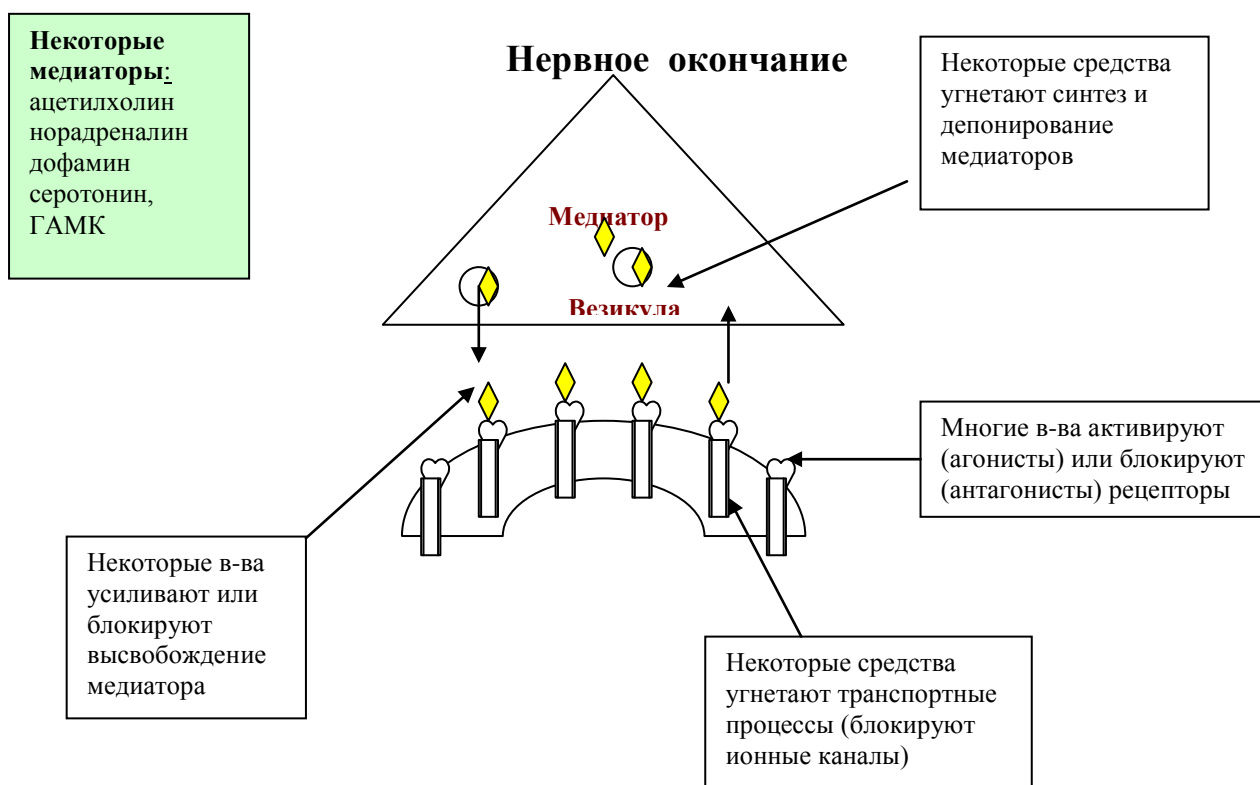 Некоторые
медиаторы:
ацетилхолин
норадреналин
дофамин
серотонин,
ГАМК
Нервное окончание
Некоторые средства
угнетают синтез и
депонирование
медиаторов
Медиатор
Везикула
Многие в-ва активируют
(агонисты) или блокируют
(антагонисты) рецепторы
Некоторые в-ва
усиливают или
блокируют
высвобождение
медиатора
Некоторые средства
угнетают транспортные
процессы (блокируют
ионные каналы)